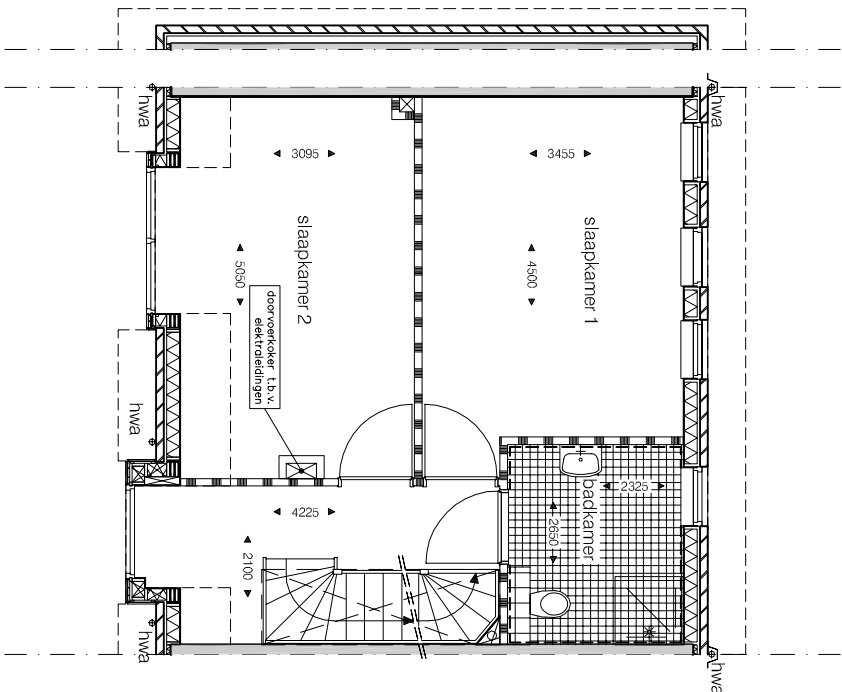 hwa
hwa
3095
3455
slaapkamer 2
slaapkamer 1
5050
4500
doorvoerkoker t.b.v.
elektraleidingen
hwa
badkamer
2325
4225
2650
2100
hwa
hwa